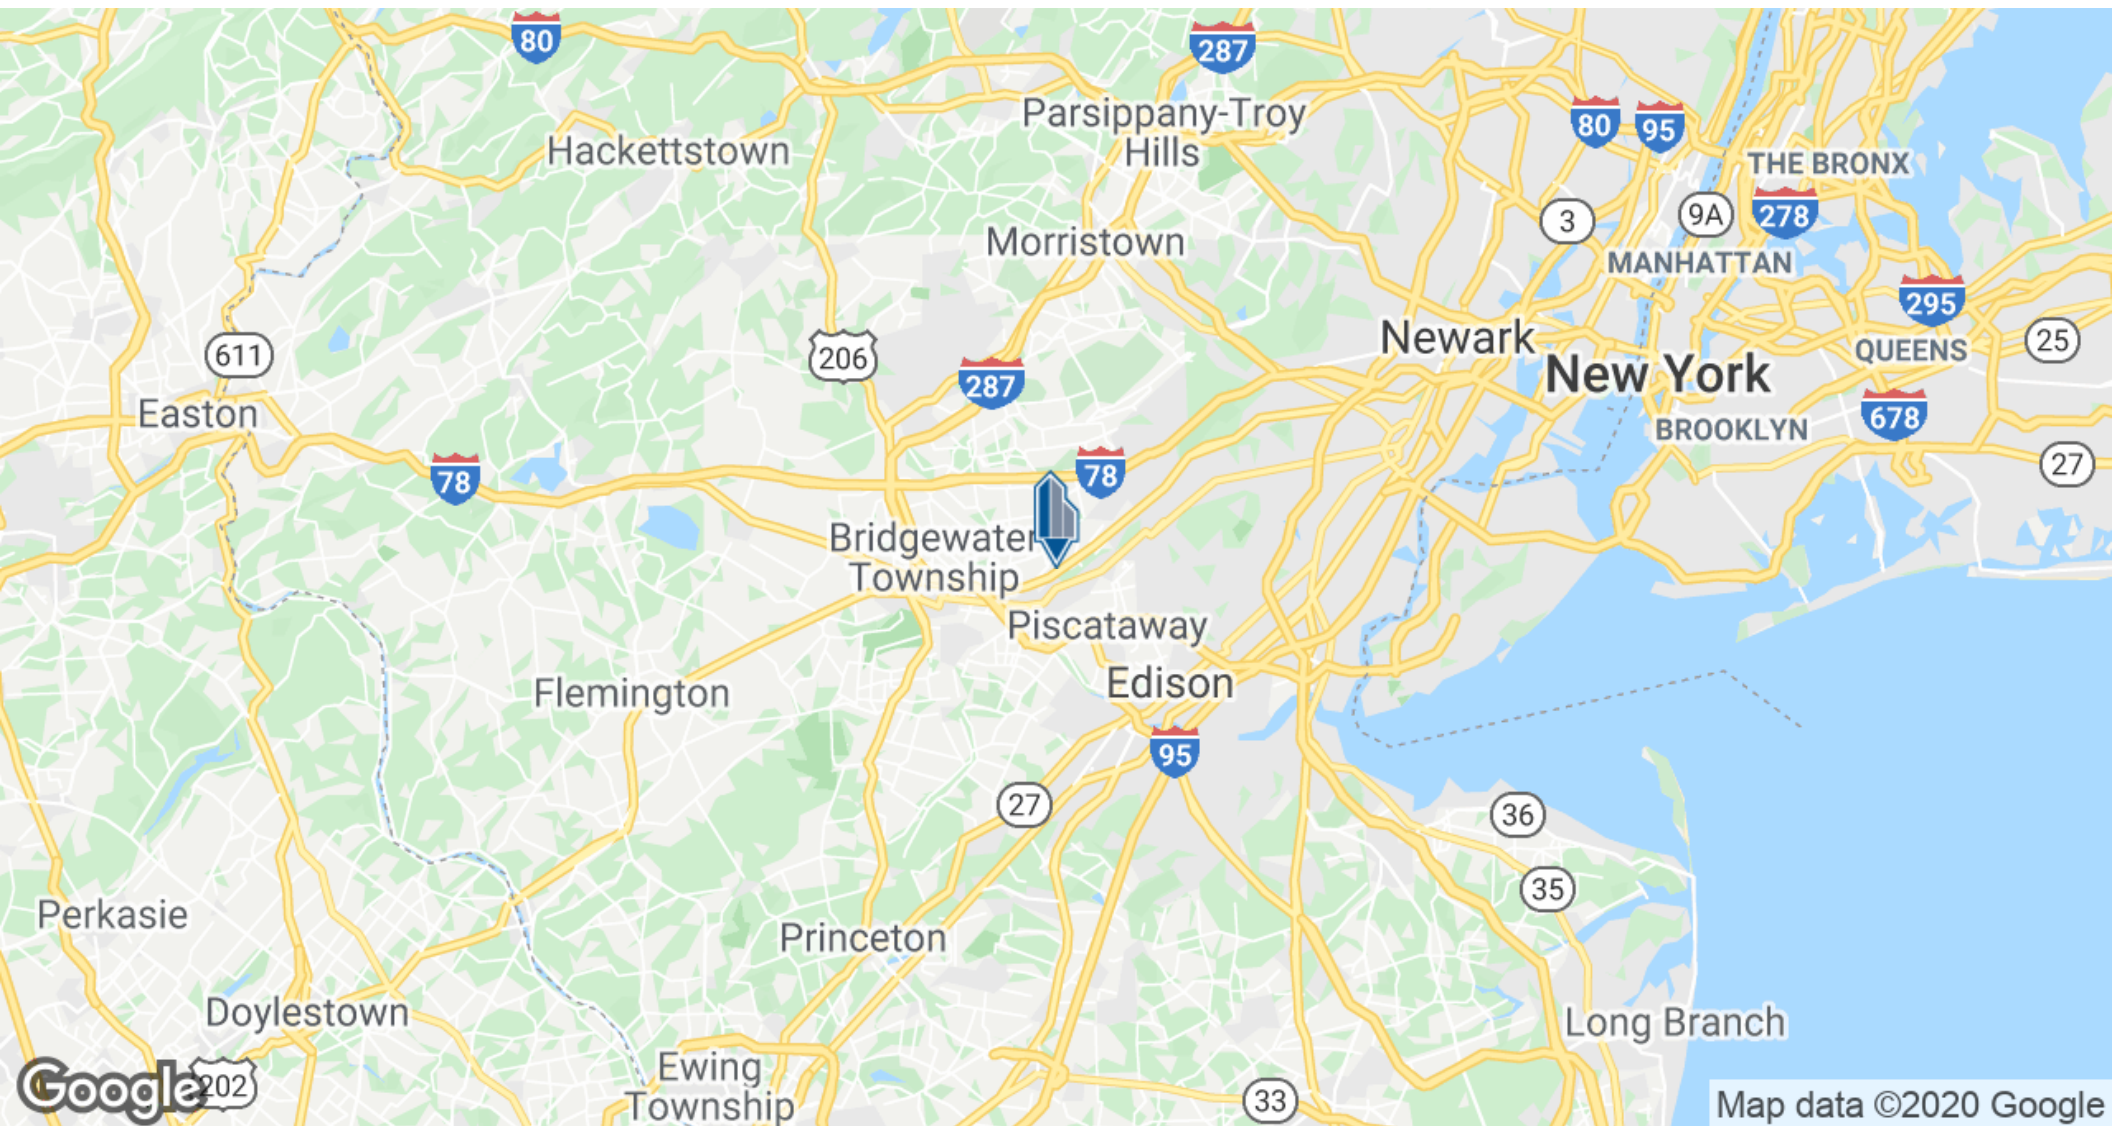 80
287
Parsippany-Troy
Hills
80
95
Hackettstown
THE BRONX
3
9A
278
Morristown
MANHATTAN
295
611
206
Newark
New York
QUEENS
25
287
Easton
678
BROOKLYN
78
78
27
Bridgewater
Township
Piscataway
Edison
Flemington
95
27
36
35
Perkasie
Princeton
Doylestown
Long Branch
Ewing
Township
Google
202
33
Map data ©2020 Google